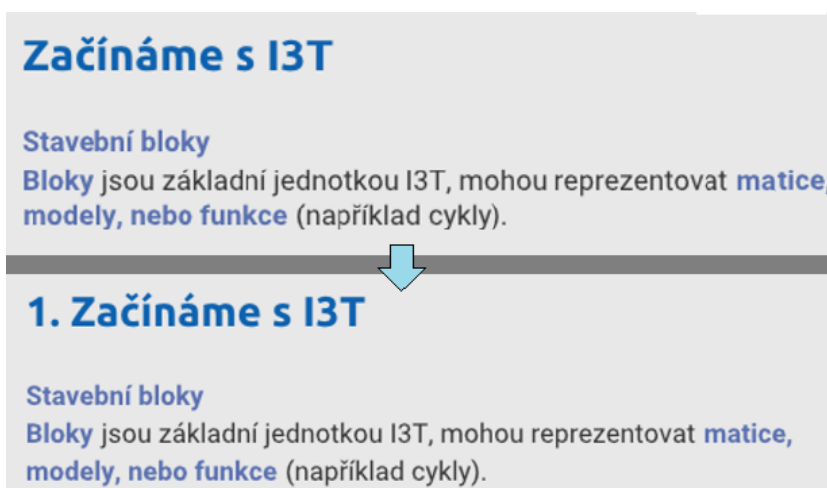 Začínáme s I3T
Stavební bloky
Bloky jsou základní jednotkou I3T, mohou reprezentovat matice,
modely, nebo funkce (například cykly).
1. Začínáme s I3T
Stavební bloky
Bloky jsou základní jednotkou I3T, mohou reprezentovat matice,
modely, nebo funkce (například cykly).